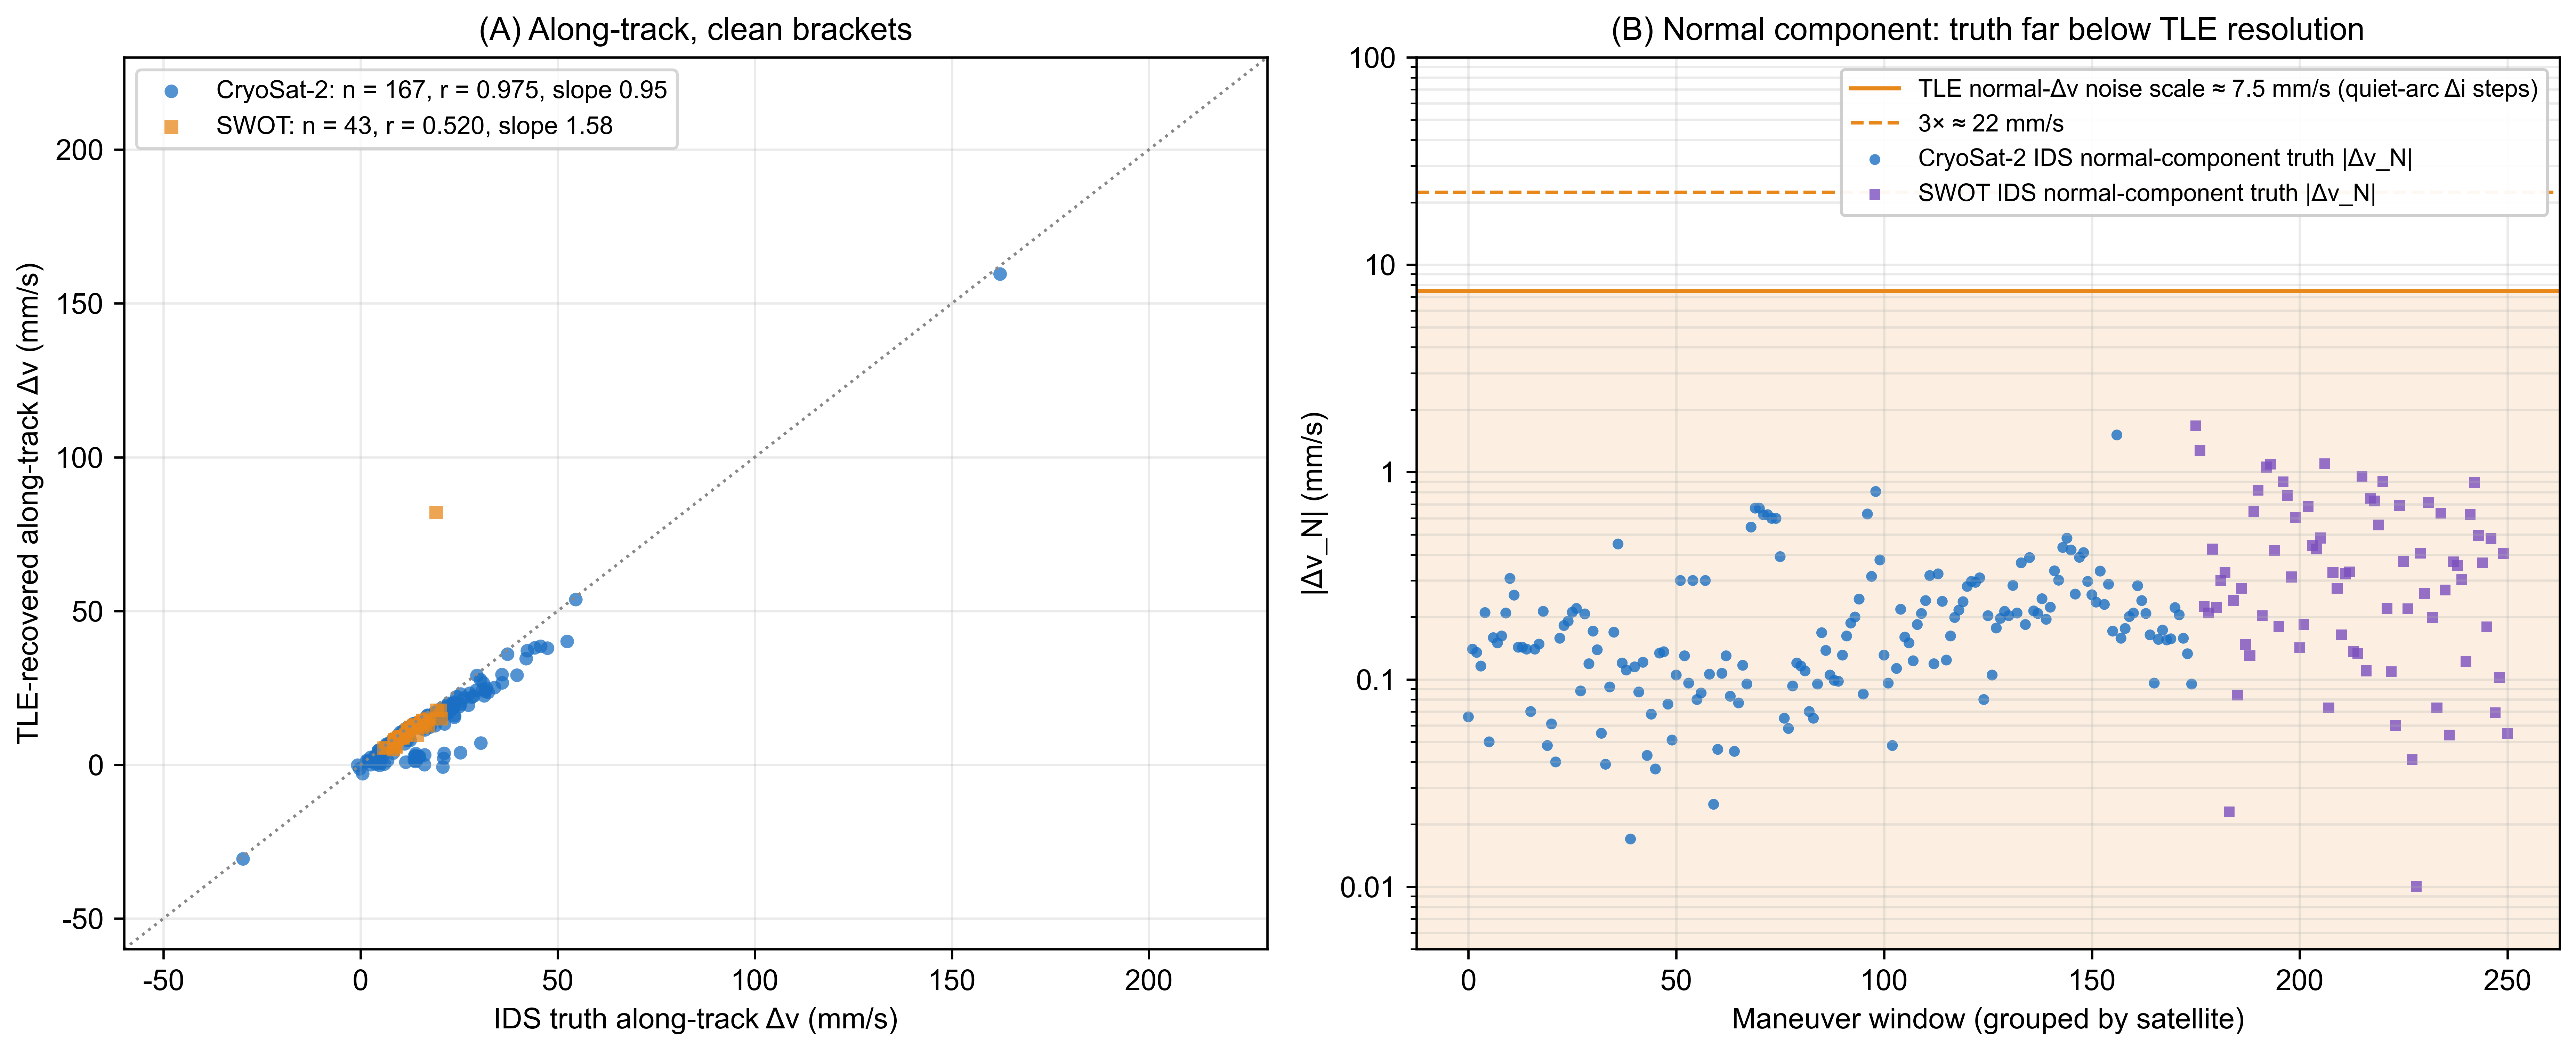 (A) Along-track, clean brackets
CryoSat-2: n = 167, r = 0.975, slope 0.95
SWOT: n = 43, r = 0.520, slope 1.58
TLE-recovered along-track Δv (mm/s)
200
150
100
50
0
-50
-50
0
50
100
150
200
IDS truth along-track Δv (mm/s)
(B) Normal component: truth far below TLE resolution
TLE normal-Δv noise scale ≈ 7.5 mm/s (quiet-arc Δi steps)
3× ≈ 22 mm/s
CryoSat-2 IDS normal-component truth |Δv_N|
SWOT IDS normal-component truth |Δv_N|
|Δv_N| (mm/s)
100
10
1
0.1
0.01
0
50
100
150
200
250
Maneuver window (grouped by satellite)